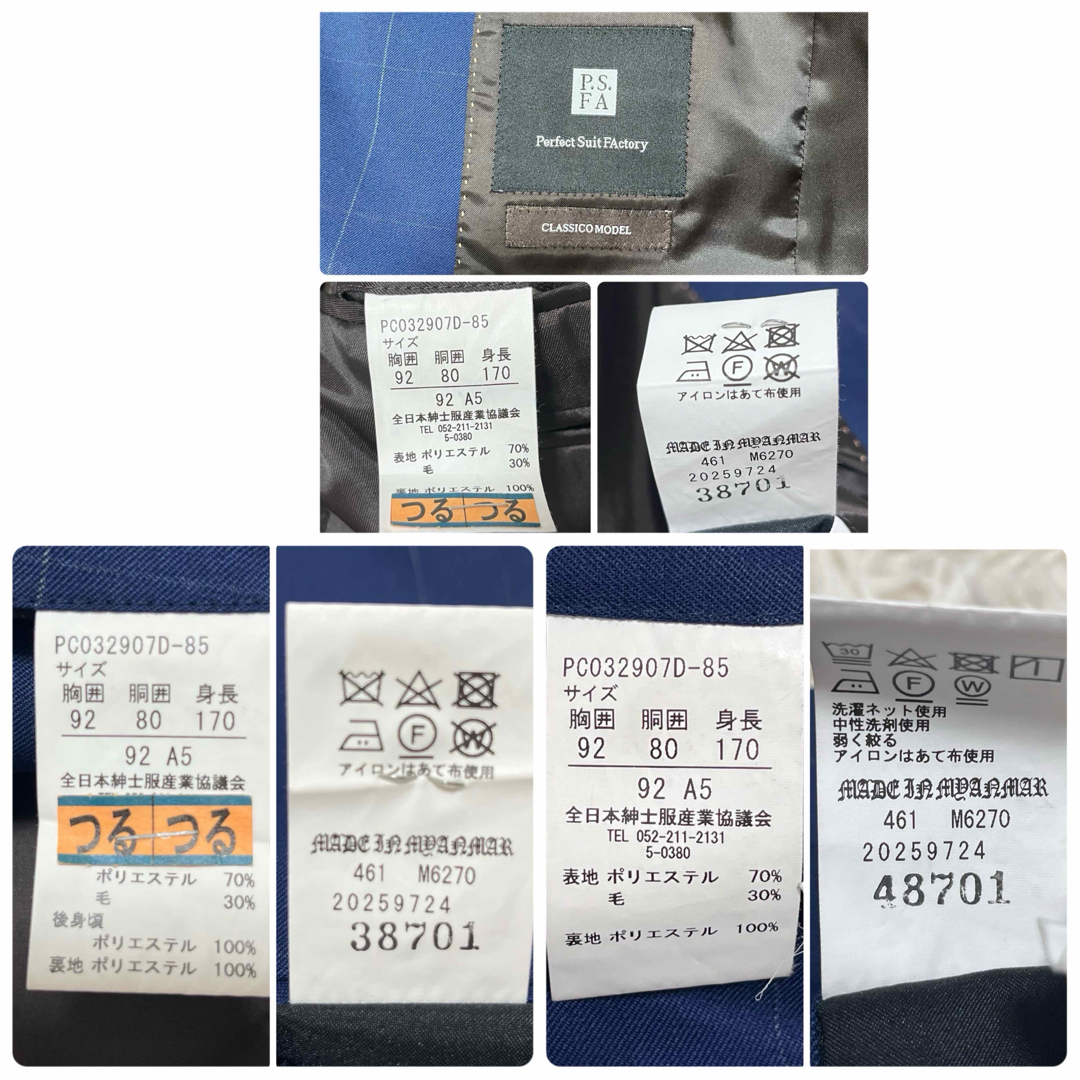 P.S.
FA
Perfect Suit FActory
CLASSICO MODEL
PC032907D-85
サイズ
胸囲 胴囲 身長
92 80 170
92 A5
全日本紳士服産業協議会
TEL 052-211-2131
5-0380
表地 ポリエステル 70%
毛 30%
裏地 ポリエステル 100%
つる つる
F
W
アイロンはあて布使用
MADE IN MYANMAR
461 M6270
20259724
38701
PC032907D-85
サイズ
胸囲 胴囲 身長
92 80 170
92 A5
全日本紳士服産業協議会
つる つる
ポリエステル 70%
毛 30%
後身頃
ポリエステル 100%
裏地 ポリエステル 100%
F
W
アイロンはあて布使用
MADE IN MYANMAR
461 M6270
20259724
38701
PC032907D-85
サイズ
胸囲 胴囲 身長
92 80 170
92 A5
全日本紳士服産業協議会
TEL 052-211-2131
5-0380
表地 ポリエステル 70%
毛 30%
裏地 ポリエステル 100%
30
F
W
洗濯ネット使用
中性洗剤使用
弱く絞る
アイロンはあて布使用
MADE IN MYANMAR
461 M6270
20259724
48701